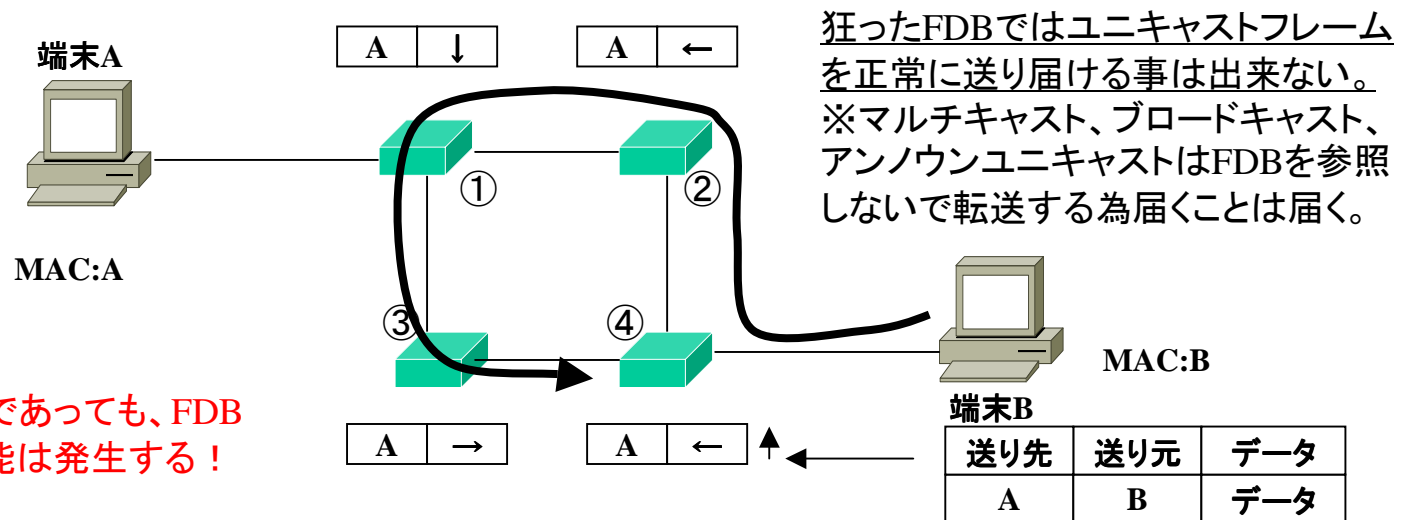 端末A
A ↓
A ←
狂ったFDBではユニキャストフレーム
を正常に送り届ける事は出来ない。
※マルチキャスト、ブロードキャスト、
アンノウンユニキャストはFDBを参照
しないで転送する為届くことは届く。
①
②
MAC:A
③
④
MAC:B
端末B
であっても、FDB
能は発生する！
A →
A ←
送り先 送り元 データ
A B データ